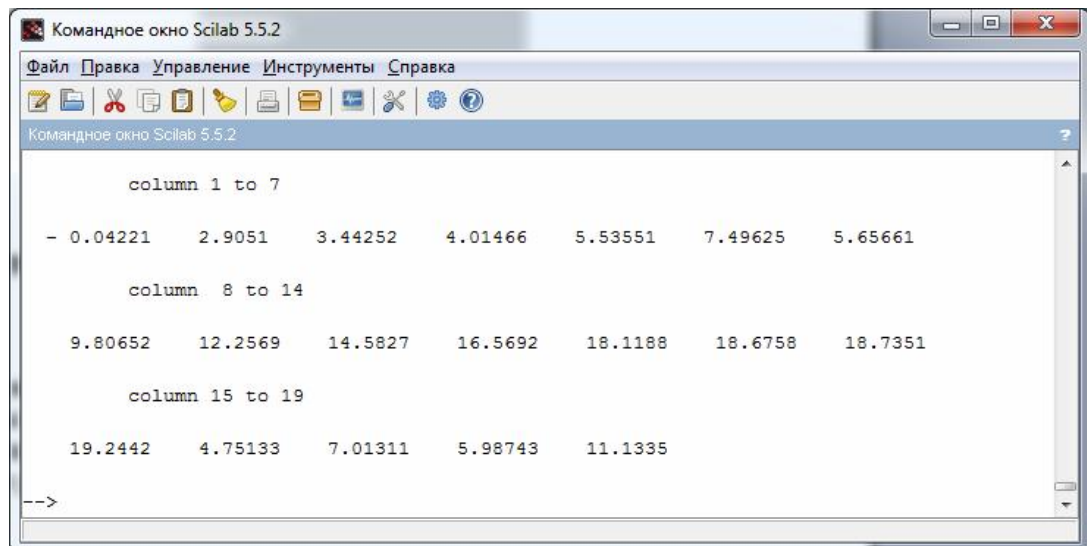 Командное окно Scilab 5.5.2
Файл Правка Управление Инструменты Справка
Командное окно Scilab 5.5.2 ?
column 1 to 7
- 0.04221 2.9051 3.44252 4.01466 5.53551 7.49625 5.65661
column 8 to 14
9.80652 12.2569 14.5827 16.5692 18.1188 18.6758 18.7351
column 15 to 19
19.2442 4.75133 7.01311 5.98743 11.1335
-->